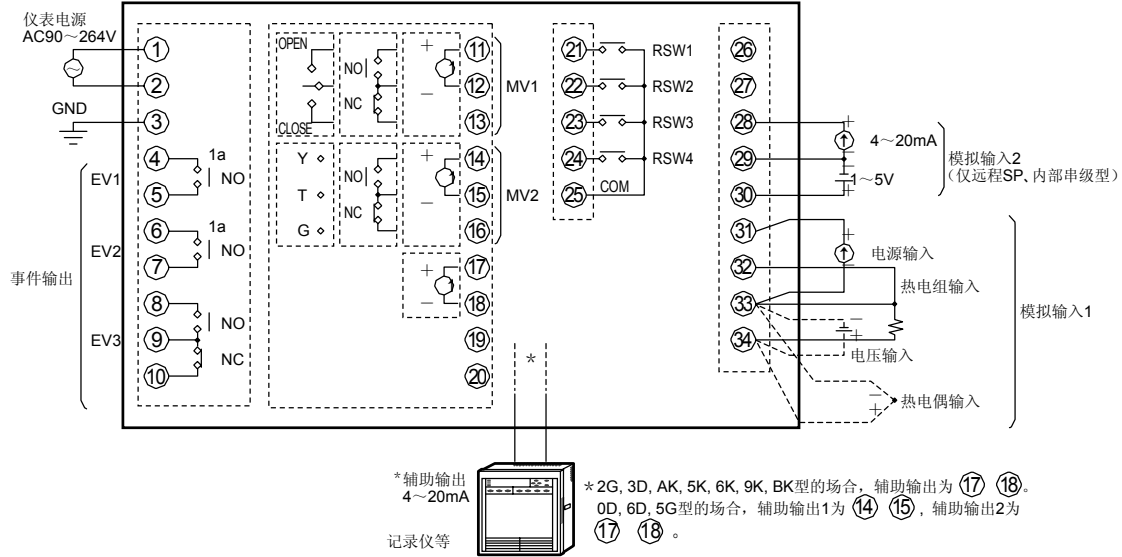 仪表电源
AC90～264V
GND
事件输出
EV1
EV2
EV3
① ② ③ ④ ⑤ ⑥ ⑦ ⑧ ⑨ ⑩
1a
NO
1a
NO
NO
NC
OPEN
CLOSE
NO
NC
+
−
⑪ ⑫ ⑬
MV1
Y
T
G
NO
NC
+
−
⑭ ⑮ ⑯
MV2
+
−
⑰ ⑱ ⑲ ⑳
*
㉑ RSW1
㉒ RSW2
㉓ RSW3
㉔ RSW4
㉕ COM
㉖ ㉗ ㉘ ㉙ ㉚ ㉛ ㉜ ㉝ ㉞
+
−
4～20mA
−
1～5V
+
模拟输入2
（仅远程SP、内部串级型）
+
−
电源输入
热电组输入
−
+
电压输入
−
+
热电偶输入
模拟输入1
*辅助输出
4～20mA
记录仪等
*2G, 3D, AK, 5K, 6K, 9K, BK型的场合，辅助输出为 ⑰ ⑱。
0D, 6D, 5G型的场合，辅助输出1为 ⑭ ⑮ , 辅助输出2为
⑰ ⑱ 。